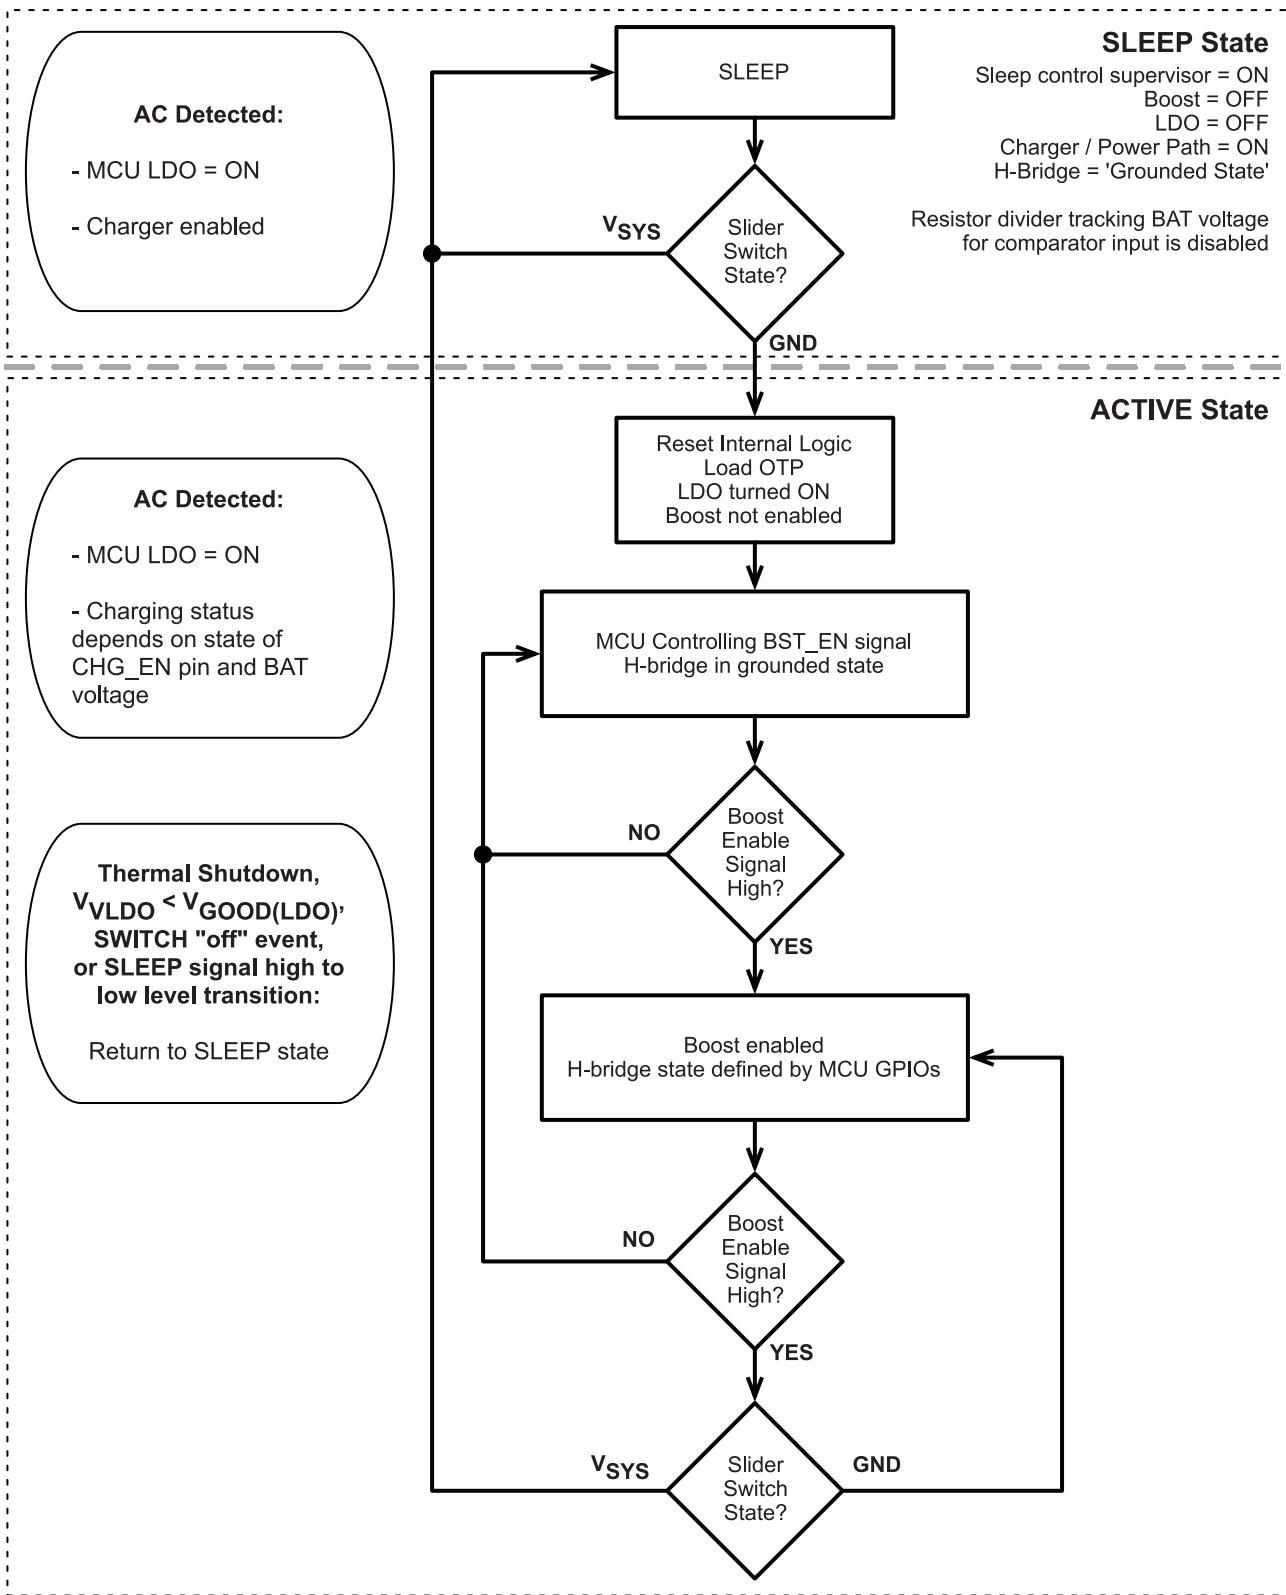 SLEEP State
Sleep control supervisor = ON
Boost = OFF
LDO = OFF
Charger / Power Path = ON
H-Bridge = 'Grounded State'
Resistor divider tracking BAT voltage
for comparator input is disabled
AC Detected:
- MCU LDO = ON
- Charger enabled
SLEEP
VSYS
Slider
Switch
State?
GND
ACTIVE State
Reset Internal Logic
Load OTP
LDO turned ON
Boost not enabled
AC Detected:
- MCU LDO = ON
- Charging status
depends on state of
CHG_EN pin and BAT
voltage
MCU Controlling BST_EN signal
H-bridge in grounded state
NO
Boost
Enable
Signal
High?
YES
Thermal Shutdown,
VVLDO < VGOOD(LDO),
SWITCH "off" event,
or SLEEP signal high to
low level transition:
Return to SLEEP state
Boost enabled
H-bridge state defined by MCU GPIOs
NO
Boost
Enable
Signal
High?
YES
VSYS
Slider
Switch
State?
GND